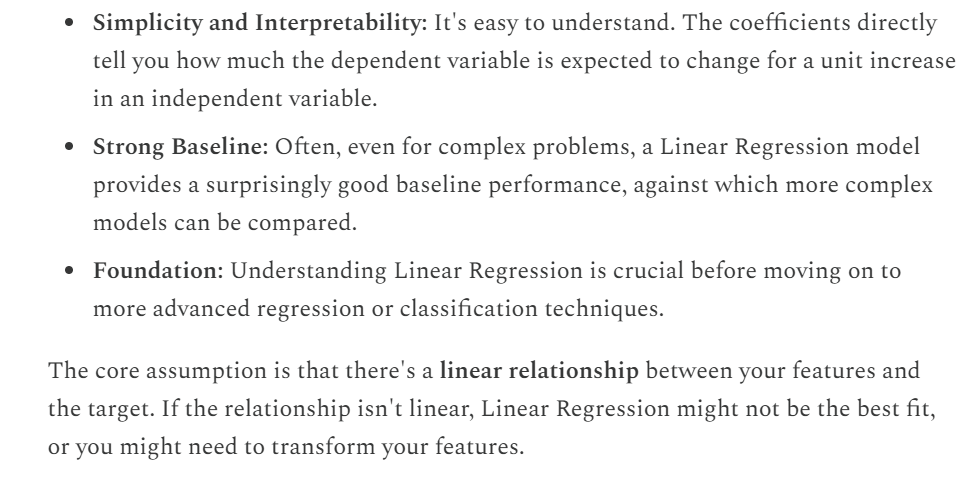 • Simplicity and Interpretability: It's easy to understand. The coefficients directly
tell you how much the dependent variable is expected to change for a unit increase
in an independent variable.
• Strong Baseline: Often, even for complex problems, a Linear Regression model
provides a surprisingly good baseline performance, against which more complex
models can be compared.
• Foundation: Understanding Linear Regression is crucial before moving on to
more advanced regression or classification techniques.
The core assumption is that there's a linear relationship between your features and
the target. If the relationship isn't linear, Linear Regression might not be the best fit,
or you might need to transform your features.